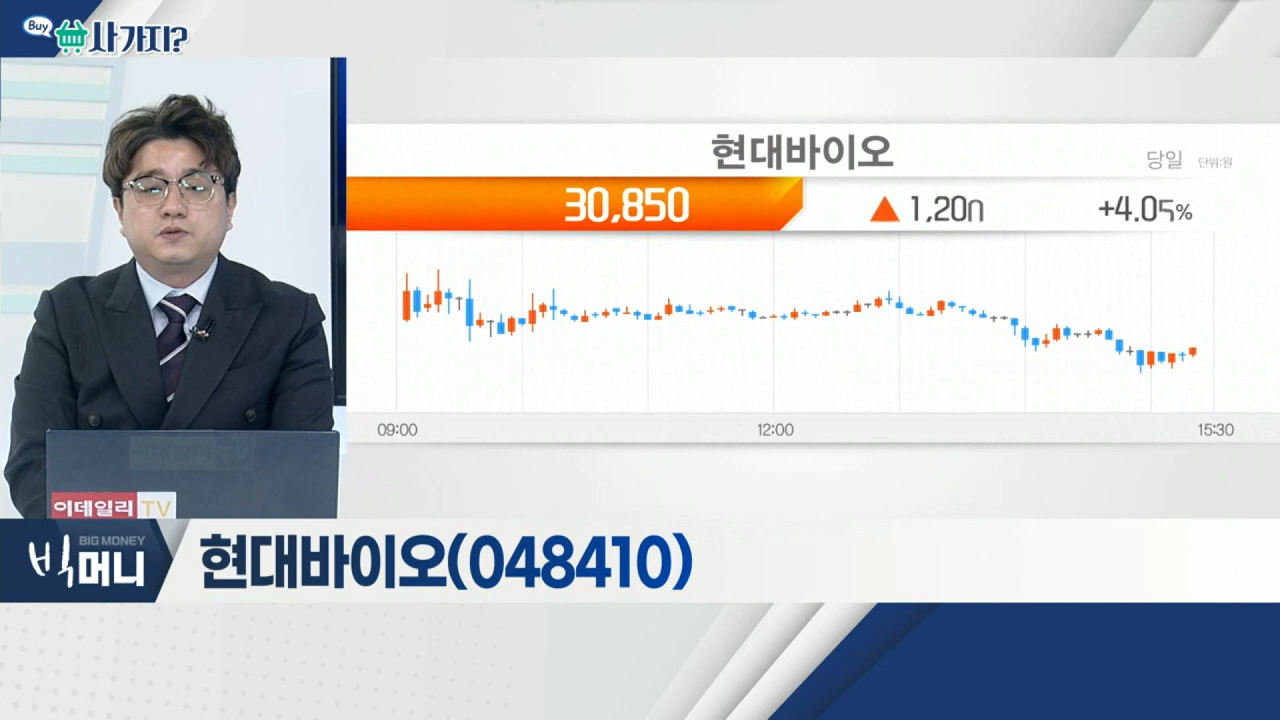 Buy 사가지?
현대바이오
당일 단위:원
30,850 ▲ 1,200 +4.05%
09:00 12:00 15:30
이데일리 TV
BIG MONEY
빅머니
현대바이오(048410)